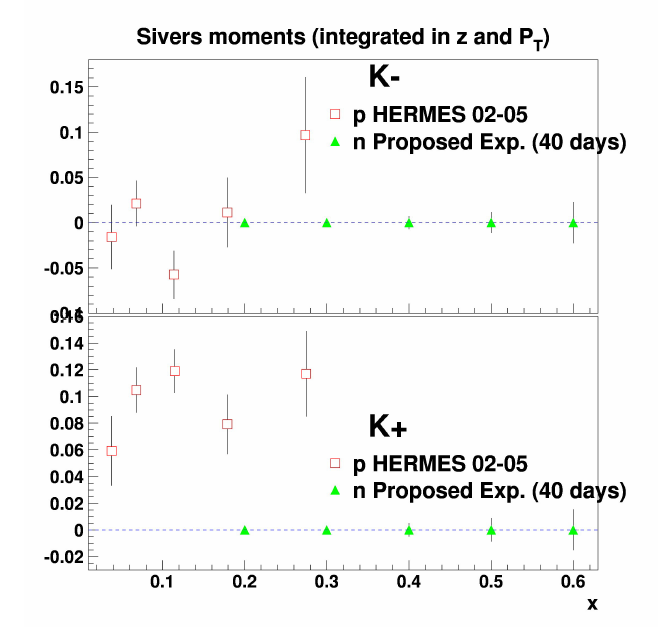 Sivers moments (integrated in z and PT)
K-
0.15
p HERMES 02-05
0.1
n Proposed Exp. (40 days)
0.05
0
-0.05
-0.1
0.16
0.14
0.12
0.1
0.08
K+
0.06
p HERMES 02-05
0.04
n Proposed Exp. (40 days)
0.02
0
-0.02
0.1 0.2 0.3 0.4 0.5 0.6
x